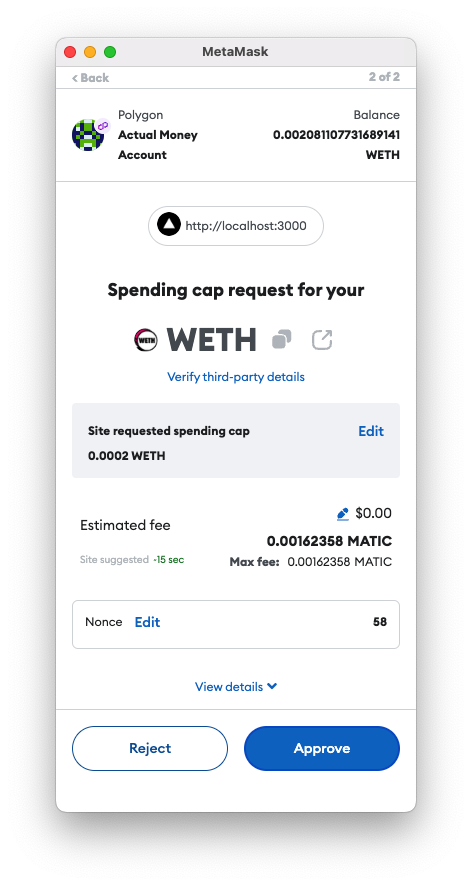 MetaMask
< Back
2 of 2
Polygon
Balance
Actual Money
0.002081107731689141
Account
WETH
http://localhost:3000
Spending cap request for your
WETH
WETH
Verify third-party details
Site requested spending cap
Edit
0.0002 WETH
$0.00
Estimated fee
0.00162358 MATIC
Site suggested ~15 sec
Max fee: 0.00162358 MATIC
Nonce Edit 58
View details
Reject
Approve